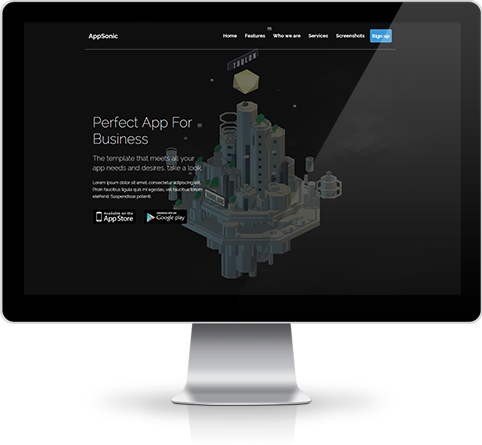 AppSonic
Home Features Who we are Services Screenshots Sign up
TOULON
Perfect App For
Business
The template that meets all your
app needs and desires, take a look.
Lorem ipsum dolor sit amet, consectetur adipiscing elit.
Proin faucibus ligula quis mi egestas, vel faucibus lorem
eleifend. Suspendisse potenti.
Available on the
App Store
ANDROID APP ON
Google play